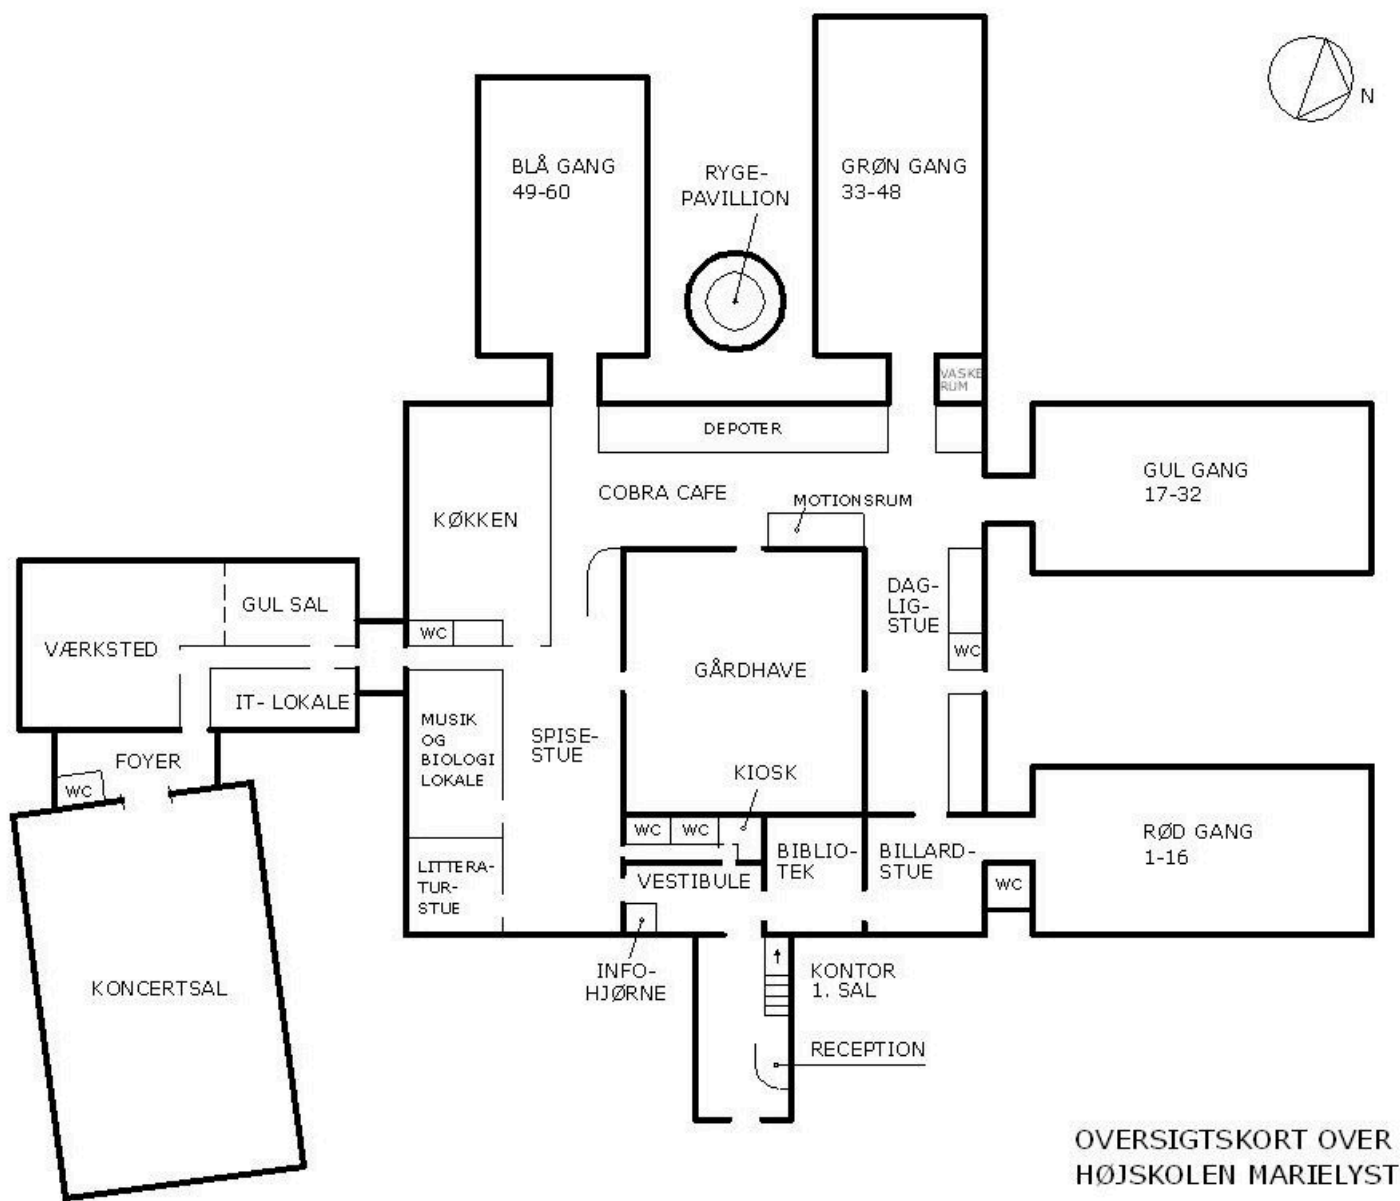 N
BLÅ GANG
49-60
RYGE-
PAVILLION
GRØN GANG
33-48
VASKE
RUM
DEPOTER
GUL GANG
17-32
COBRA CAFE
MOTIONSRUM
KØKKEN
GUL SAL
DAG-
LIG-
STUE
WC
WC
VÆRKSTED
GÅRDHAVE
IT- LOKALE
MUSIK
OG
BIOLOGI
LOKALE
SPISE-
STUE
FOYER
WC
KIOSK
WC
WC
BIBLIO-
TEK
BILLARD-
STUE
RØD GANG
1-16
LITTERA-
TUR-
STUE
VESTIBULE
WC
INFO-
HJØRNE
KONTOR
1. SAL
KONCERTSAL
RECEPTION
OVERSIGTSKORT OVER
HØJSKOLEN MARIELYST